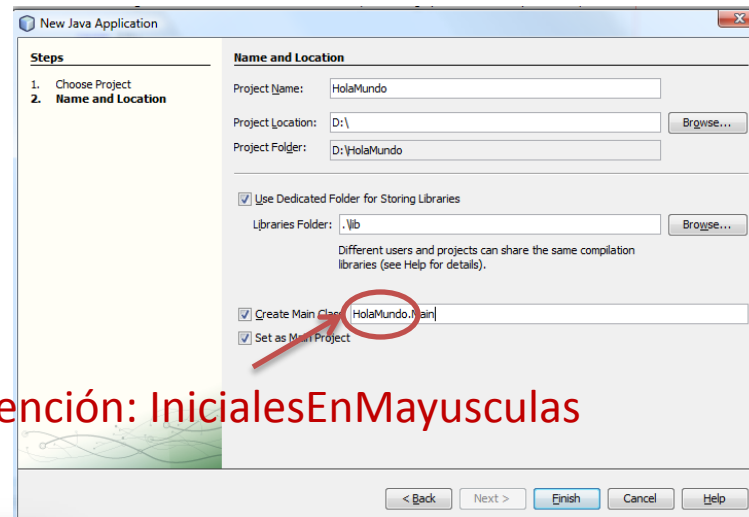 New Java Application
Steps
1. Choose Project
2. Name and Location
Name and Location
Project Name: HolaMundo
Project Location: D:\ Browse...
Project Folder: D:\HolaMundo
Use Dedicated Folder for Storing Libraries
Libraries Folder: .\lib Browse...
Different users and projects can share the same compilation
libraries (see Help for details).
Create Main Class HolaMundo.Main
Set as Main Project
ención: InicialesEnMayusculas
< Back Next > Finish Cancel Help